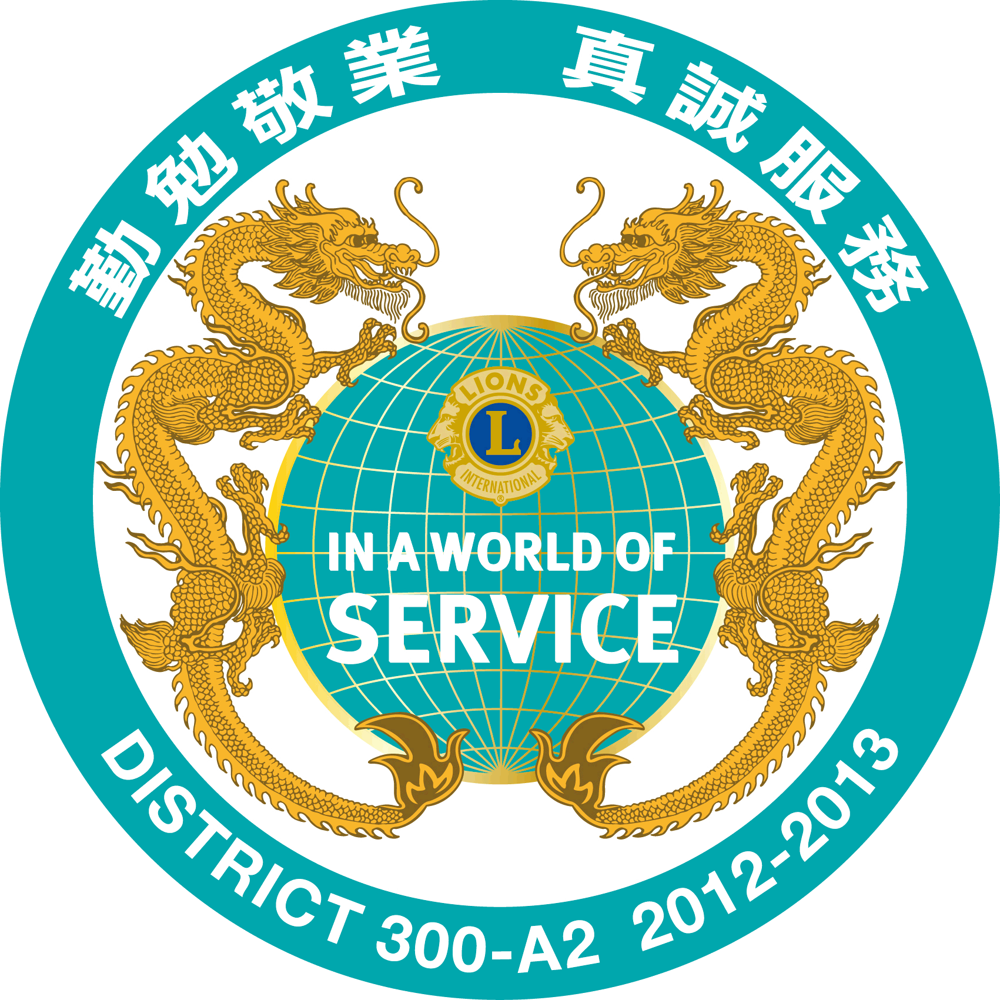 勤勉敬業 真誠服務
LIONS
L
INTERNATIONAL
®
IN A WORLD OF
SERVICE
DISTRICT 300-A2 2012-2013